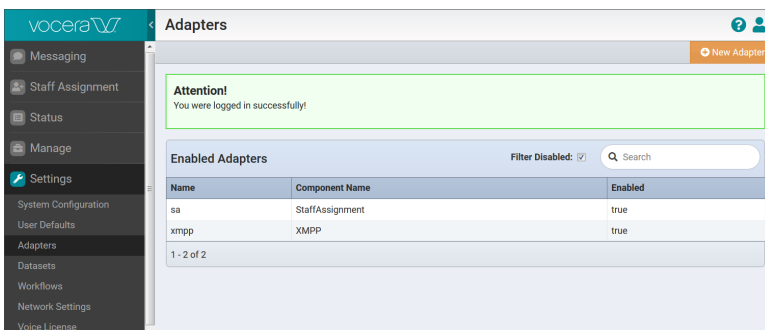 vocera
Adapters
Messaging
New Adapter
Staff Assignment
Attention!
You were logged in successfully!
Status
Manage
Enabled Adapters
Filter Disabled:
Search
Settings
Name Component Name Enabled
System Configuration
sa StaffAssignment true
User Defaults
xmpp XMPP true
Adapters
1 - 2 of 2
Datasets
Workflows
Network Settings
Voice License